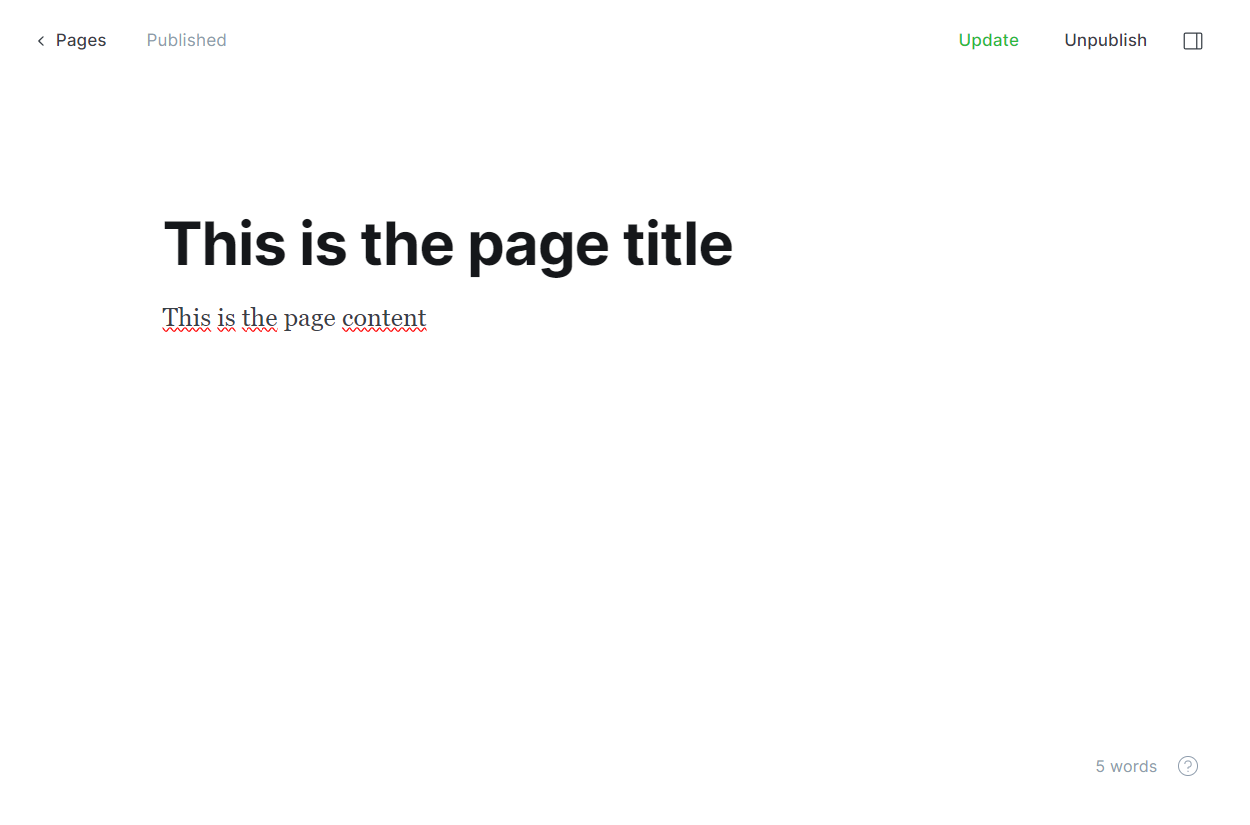 Pages Published Update Unpublish
This is the page title
This is the page content
5 words ?